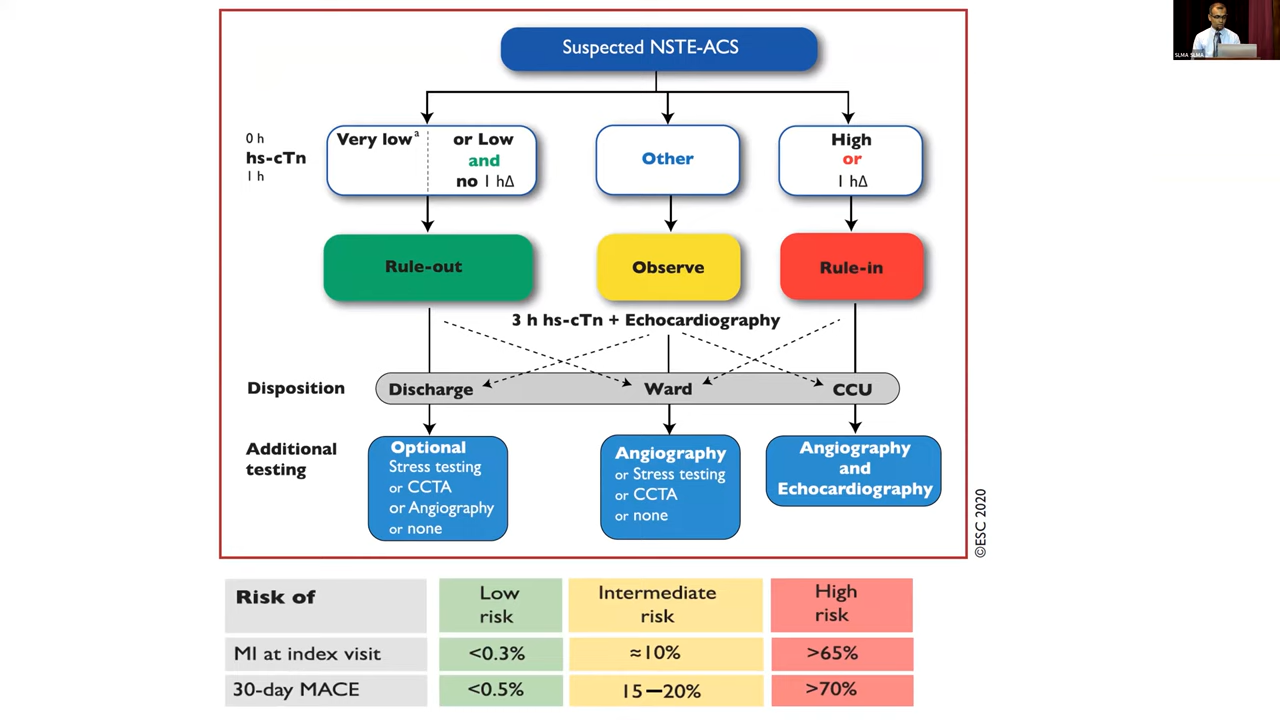 SLMA SLMA
Suspected NSTE-ACS
0 h
hs-cTn
1 h
Very lowᵃ
or Low
and
no 1 hΔ
Other
High
or
1 hΔ
Rule-out
Observe
Rule-in
3 h hs-cTn + Echocardiography
Disposition
Discharge
Ward
CCU
Additional
testing
Optional
Stress testing
or CCTA
or Angiography
or none
Angiography
or Stress testing
or CCTA
or none
Angiography
and
Echocardiography
©ESC 2020
Risk of
Low
risk
Intermediate
risk
High
risk
MI at index visit
<0.3%
≈10%
>65%
30-day MACE
<0.5%
15—20%
>70%